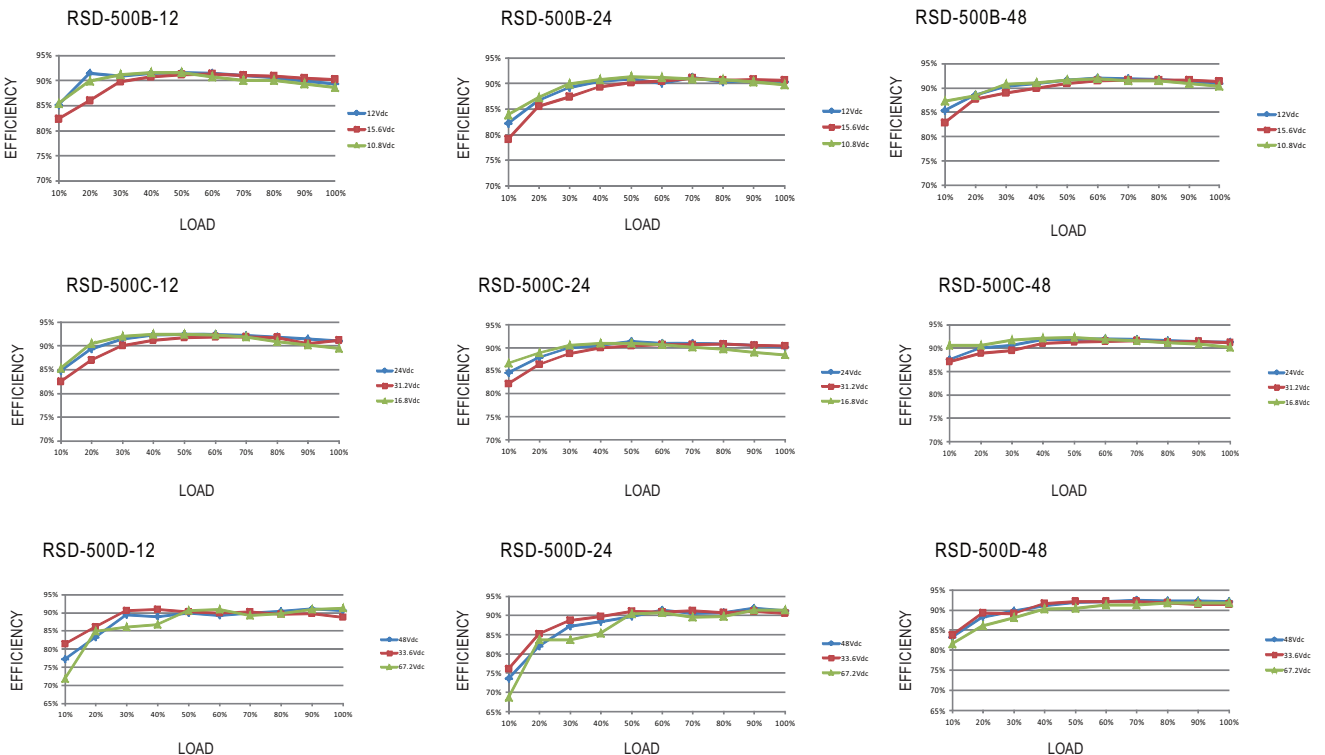 RSD-500B-12
EFFICIENCY
95%
90%
85%
80%
75%
70%
10% 20% 30% 40% 50% 60% 70% 80% 90% 100%
LOAD
12Vdc
15.6Vdc
10.8Vdc
RSD-500B-24
EFFICIENCY
95%
90%
85%
80%
75%
70%
10% 20% 30% 40% 50% 60% 70% 80% 90% 100%
LOAD
12Vdc
15.6Vdc
10.8Vdc
RSD-500B-48
EFFICIENCY
95%
90%
85%
80%
75%
70%
10% 20% 30% 40% 50% 60% 70% 80% 90% 100%
LOAD
12Vdc
15.6Vdc
10.8Vdc
RSD-500C-12
EFFICIENCY
95%
90%
85%
80%
75%
70%
10% 20% 30% 40% 50% 60% 70% 80% 90% 100%
LOAD
24Vdc
31.2Vdc
16.8Vdc
RSD-500C-24
EFFICIENCY
95%
90%
85%
80%
75%
70%
10% 20% 30% 40% 50% 60% 70% 80% 90% 100%
LOAD
24Vdc
31.2Vdc
16.8Vdc
RSD-500C-48
EFFICIENCY
95%
90%
85%
80%
75%
70%
10% 20% 30% 40% 50% 60% 70% 80% 90% 100%
LOAD
24Vdc
31.2Vdc
16.8Vdc
RSD-500D-12
EFFICIENCY
95%
90%
85%
80%
75%
70%
65%
10% 20% 30% 40% 50% 60% 70% 80% 90% 100%
LOAD
48Vdc
33.6Vdc
67.2Vdc
RSD-500D-24
EFFICIENCY
95%
90%
85%
80%
75%
70%
65%
10% 20% 30% 40% 50% 60% 70% 80% 90% 100%
LOAD
48Vdc
33.6Vdc
67.2Vdc
RSD-500D-48
EFFICIENCY
95%
90%
85%
80%
75%
70%
65%
10% 20% 30% 40% 50% 60% 70% 80% 90% 100%
LOAD
48Vdc
33.6Vdc
67.2Vdc